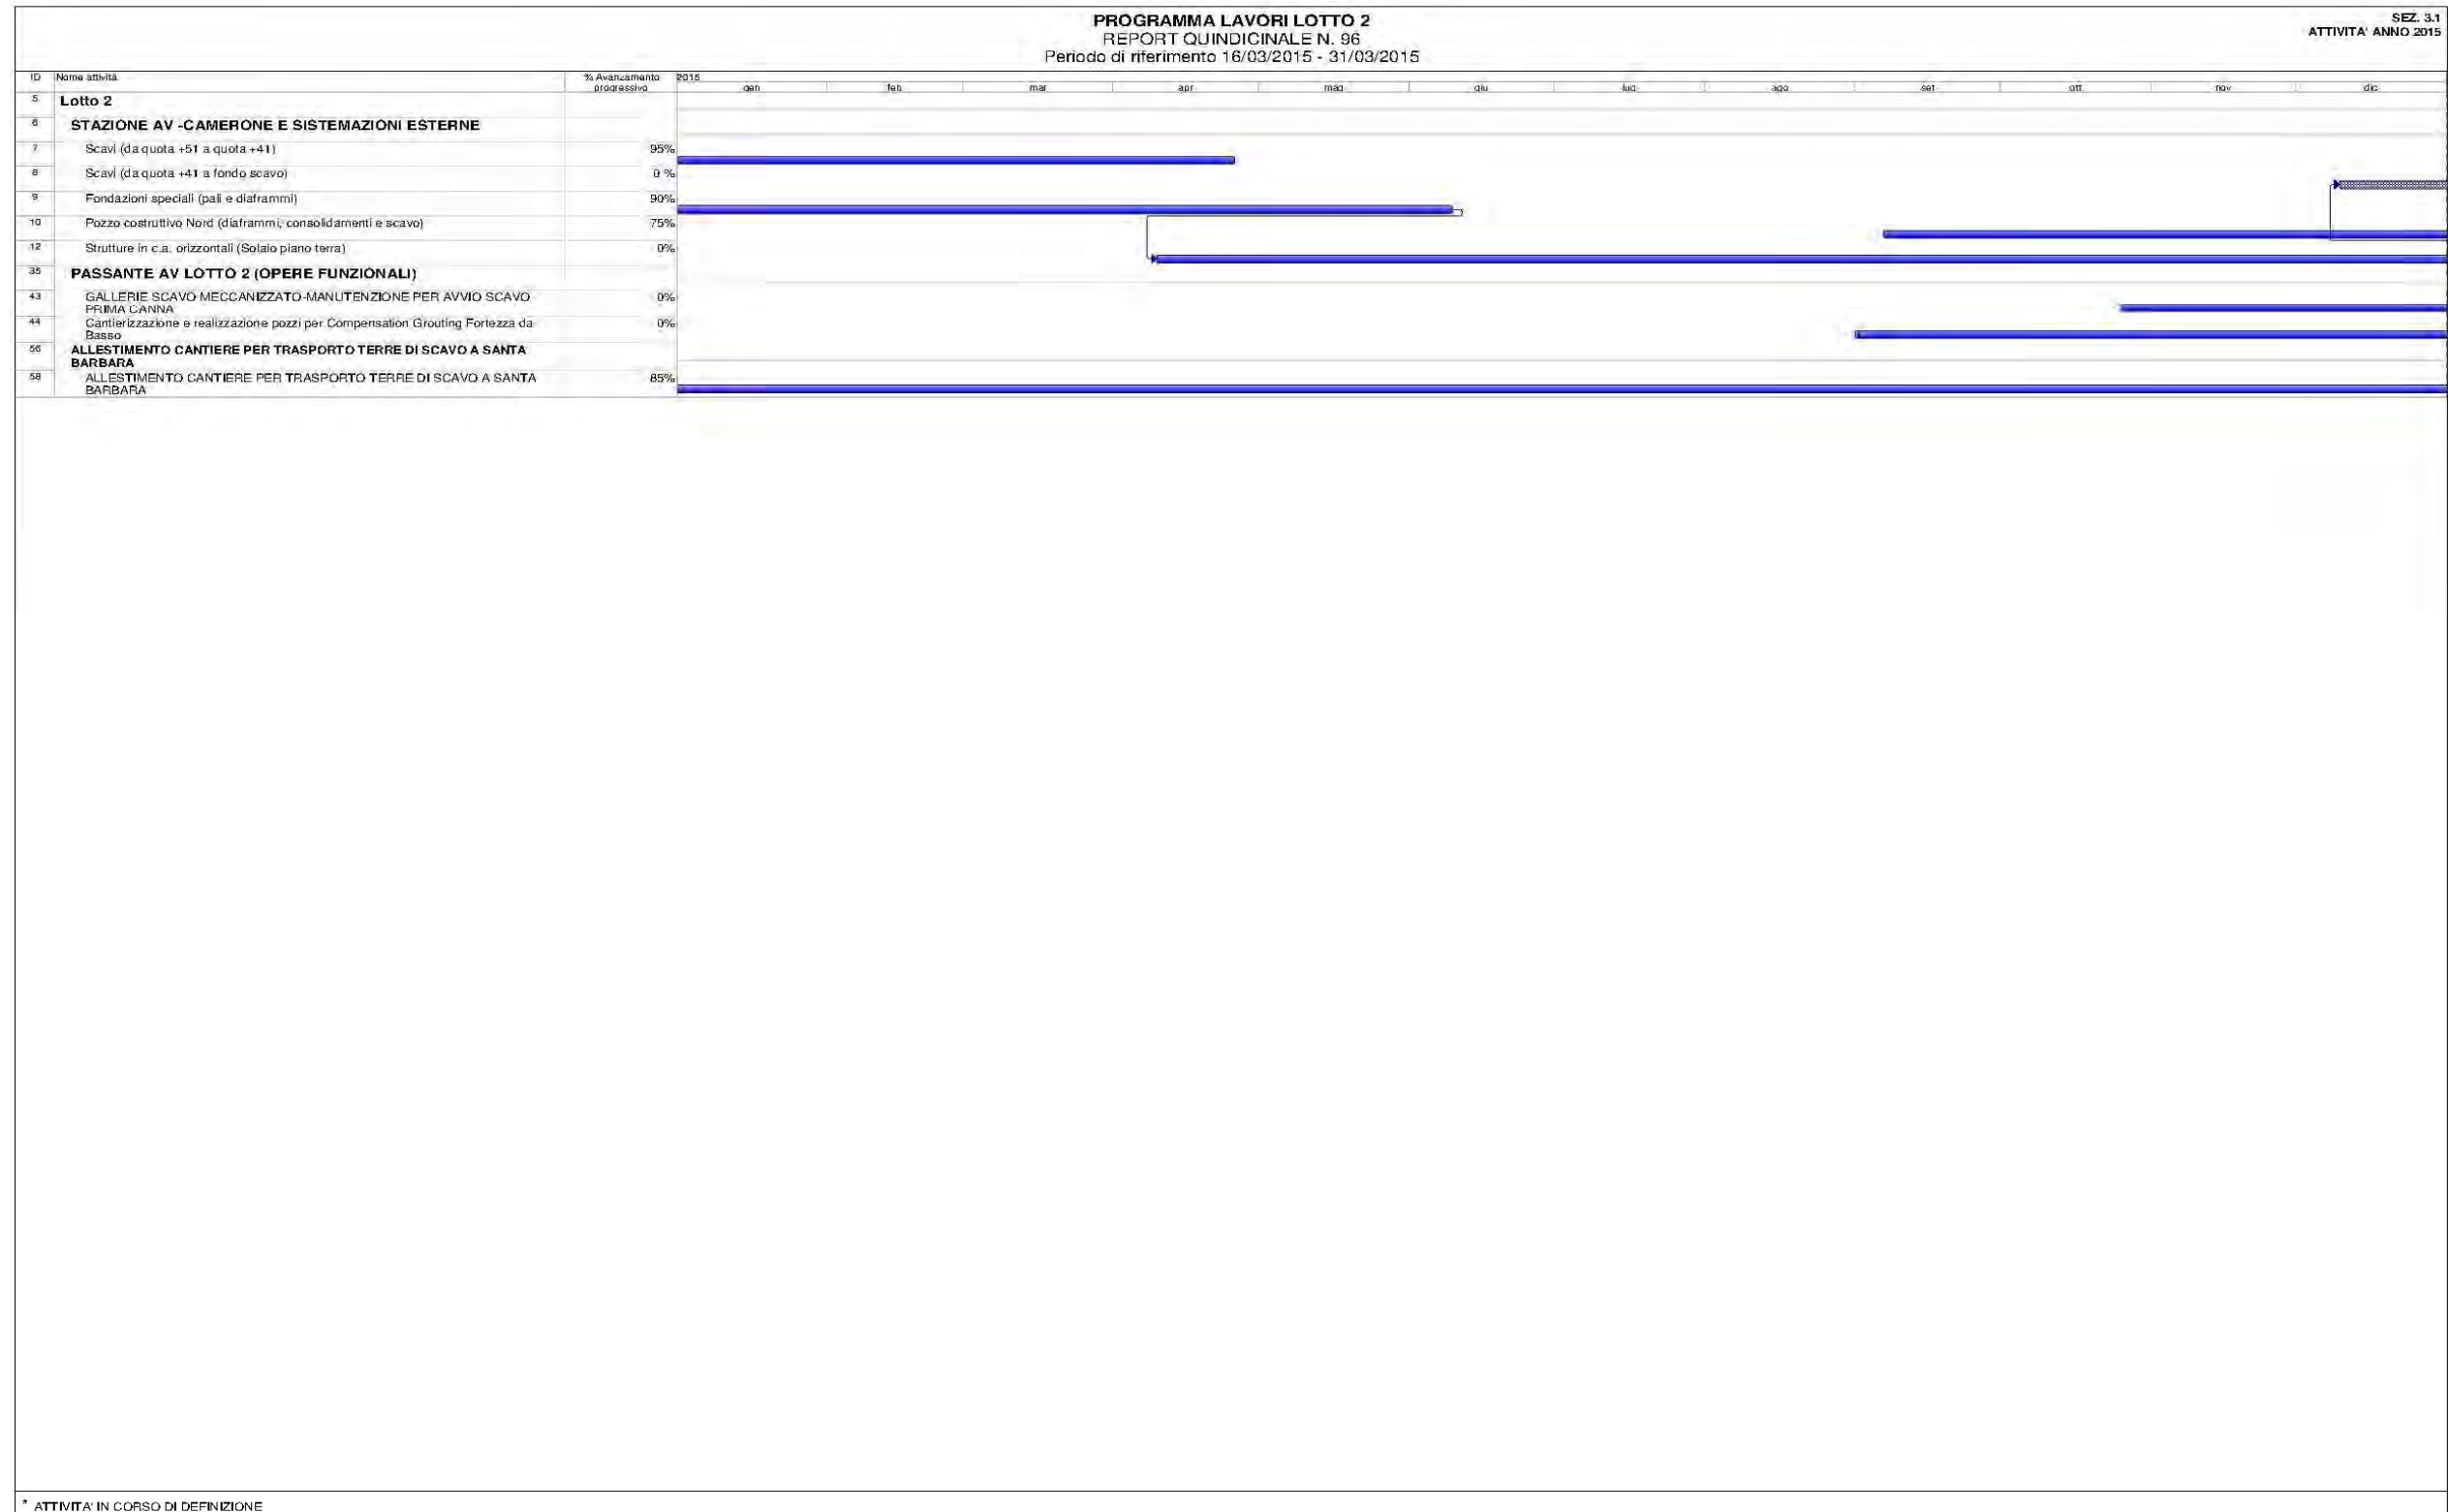 PROGRAMMA LAVORI LOTTO 2
REPORT QUINDICINALE N. 96
Periodo di riferimento 16/03/2015 - 31/03/2015
SEZ. 3.1
ATTIVITA' ANNO 2015
ID Nome attività % Avanzamento progressivo 2015
gen feb mar apr mag giu lug ago set ott nov dic
5 Lotto 2
6 STAZIONE AV -CAMERONE E SISTEMAZIONI ESTERNE
7 Scavi (da quota +51 a quota +41) 95%
8 Scavi (da quota +41 a fondo scavo) 0 %
9 Fondazioni speciali (pali e diaframmi) 90%
10 Pozzo costruttivo Nord (diaframmi, consolidamenti e scavo) 75%
12 Strutture in c.a. orizzontali (Solaio piano terra) 0%
35 PASSANTE AV LOTTO 2 (OPERE FUNZIONALI)
43 GALLERIE SCAVO MECCANIZZATO-MANUTENZIONE PER AVVIO SCAVO 0%
PRIMA CANNA
44 Cantierizzazione e realizzazione pozzi per Compensation Grouting Fortezza da 0%
Basso
56 ALLESTIMENTO CANTIERE PER TRASPORTO TERRE DI SCAVO A SANTA
BARBARA
58 ALLESTIMENTO CANTIERE PER TRASPORTO TERRE DI SCAVO A SANTA 85%
BARBARA
* ATTIVITA' IN CORSO DI DEFINIZIONE